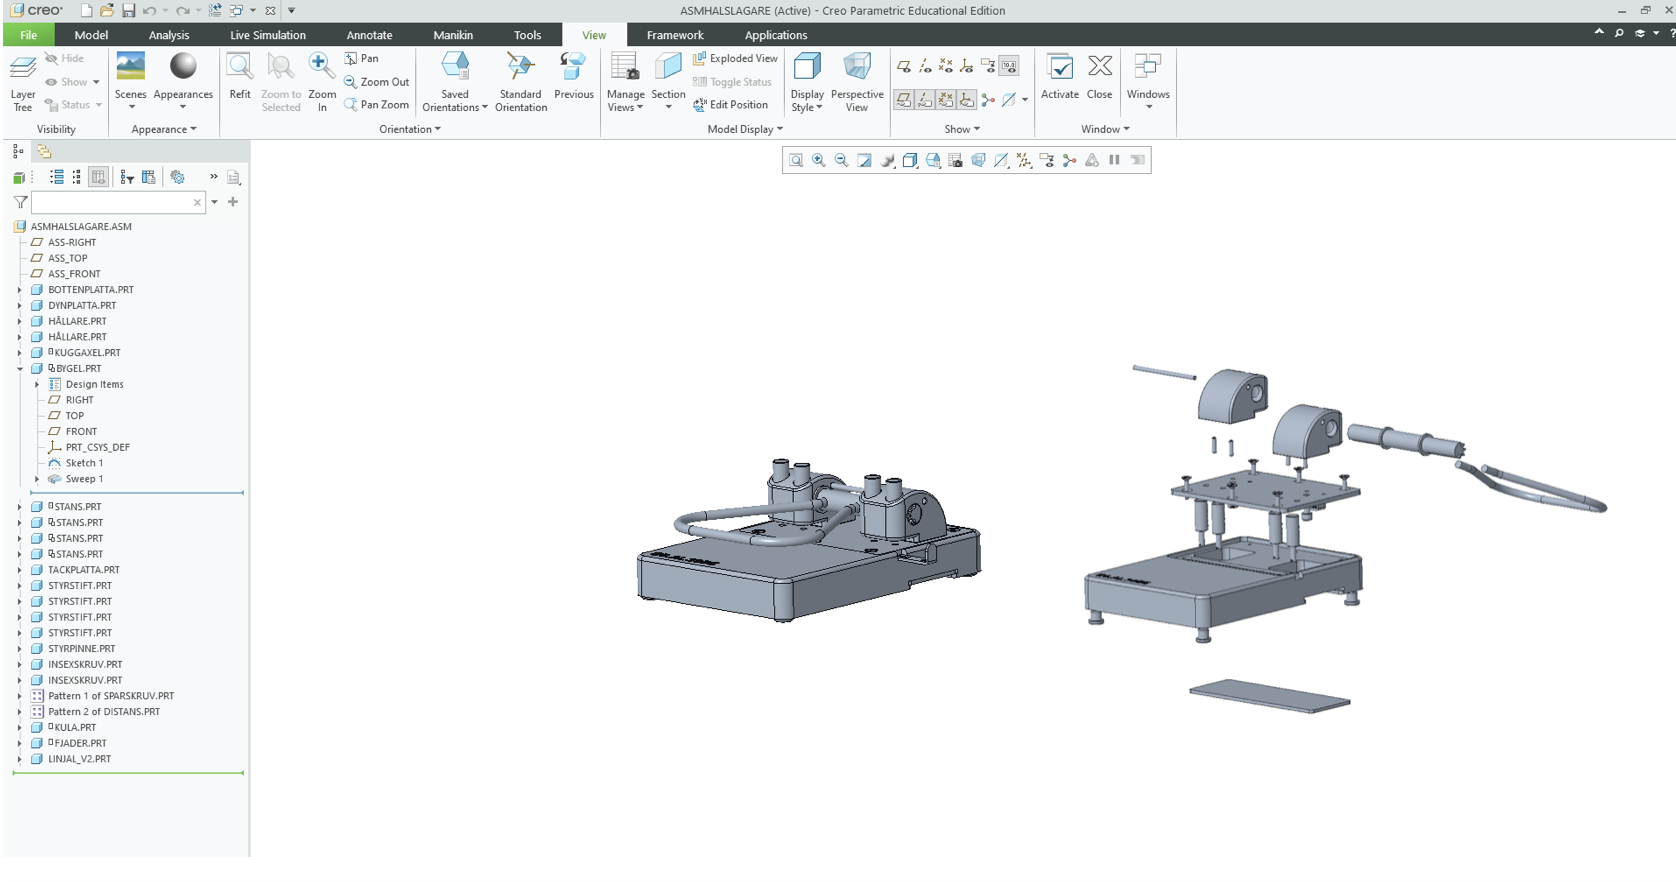 creo
ASMHALSLAGARE (Active) - Creo Parametric Educational Edition
File
Model
Analysis
Live Simulation
Annotate
Manikin
Tools
View
Framework
Applications
Layer Tree
Hide
Show
Status
Visibility
Scenes
Appearances
Appearance
Refit
Zoom to Selected
Zoom In
Pan
Zoom Out
Pan Zoom
Saved Orientations
Standard Orientation
Previous
Orientation
Manage Views
Section
Exploded View
Toggle Status
Edit Position
Model Display
Display Style
Perspective View
Show
Activate
Close
Windows
Window
ASMHALSLAGARE.ASM
ASS-RIGHT
ASS_TOP
ASS_FRONT
BOTTENPLATTA.PRT
DYNPLATTA.PRT
HÅLLARE.PRT
HÅLLARE.PRT
KUGGAXEL.PRT
BYGEL.PRT
Design Items
RIGHT
TOP
FRONT
PRT_CSYS_DEF
Sketch 1
Sweep 1
STANS.PRT
STANS.PRT
STANS.PRT
STANS.PRT
TACKPLATTA.PRT
STYRSTIFT.PRT
STYRSTIFT.PRT
STYRSTIFT.PRT
STYRSTIFT.PRT
STYRPINNE.PRT
INSEXSKRUV.PRT
INSEXSKRUV.PRT
Pattern 1 of SPARSKRUV.PRT
Pattern 2 of DISTANS.PRT
KULA.PRT
FJADER.PRT
LINJAL_V2.PRT